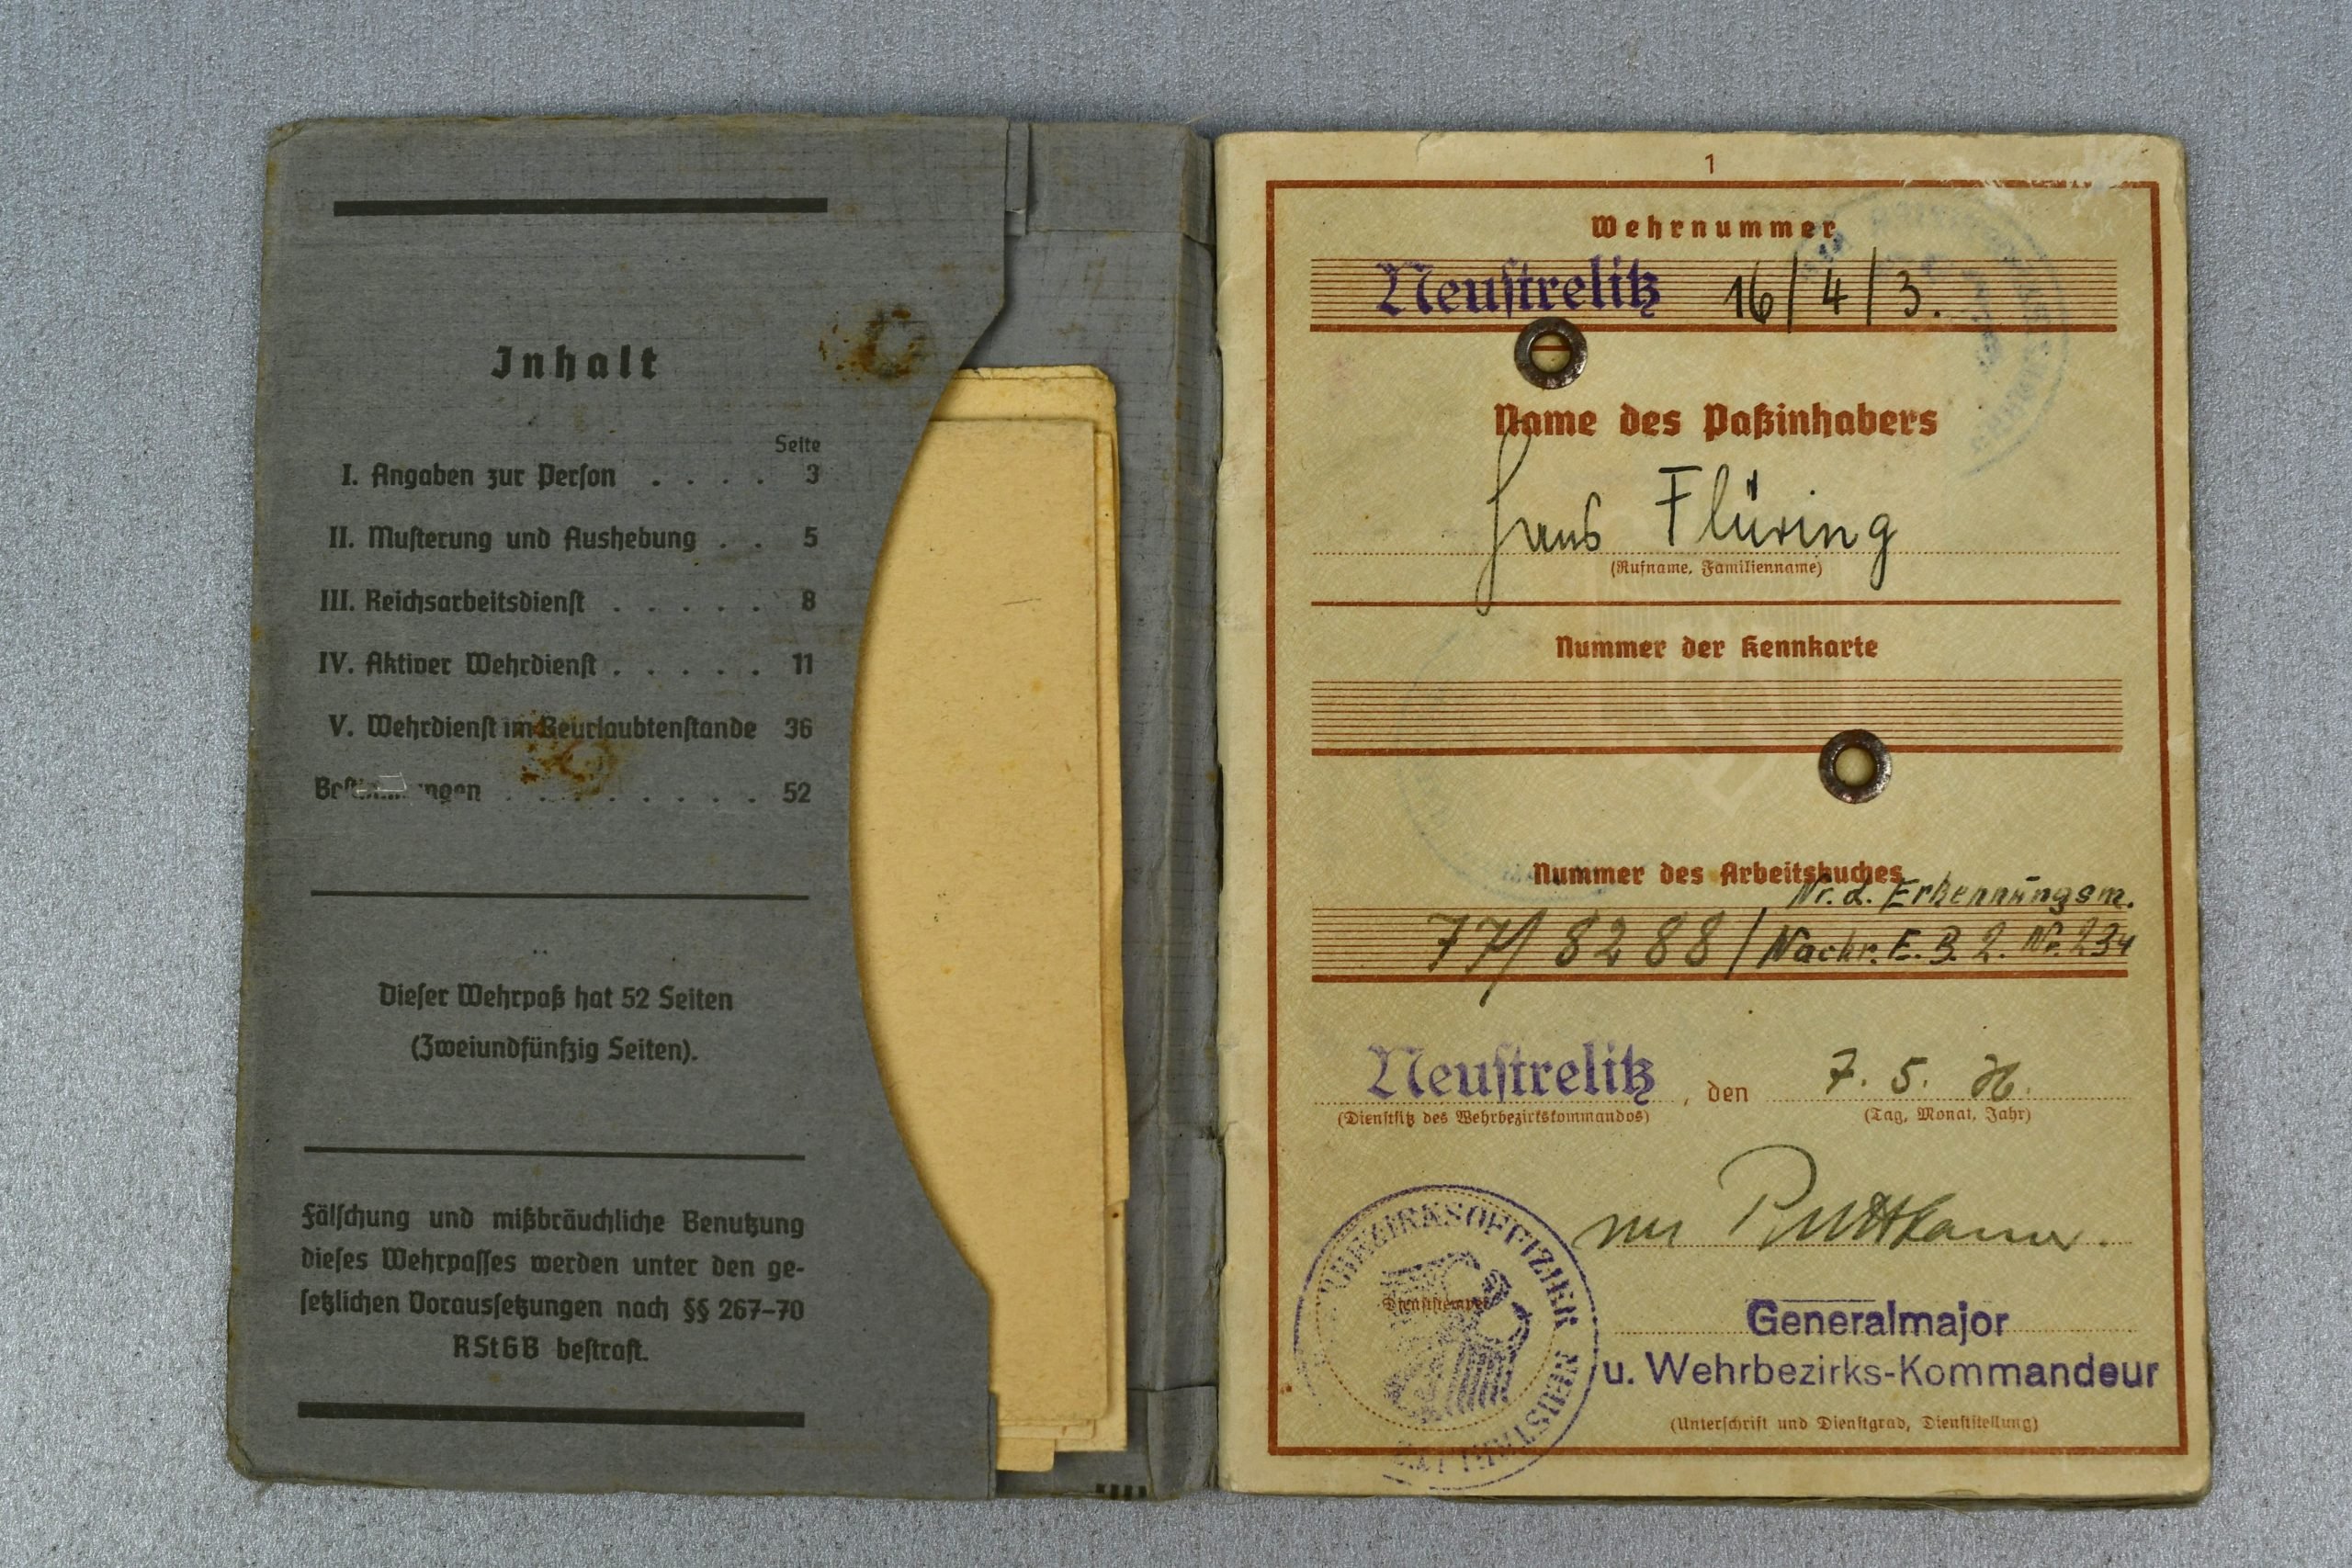 Inhalt
Seite
I. Angaben zur Person . . . . 3
II. Musterung und Aushebung . . 5
III. Reichsarbeitsdienst . . . . . 8
IV. Aktiver Wehrdienst . . . . . 11
V. Wehrdienst im Beurlaubtenstande 36
. . . . . . . . . 52
Dieser Wehrpaß hat 52 Seiten
(Zweiundfünfzig Seiten).
Fälschung und mißbräuchliche Benutzung
dieses Wehrpasses werden unter den ge-
setzlichen Voraussetzungen nach §§ 267–70
RStGB bestraft.
1
Wehrnummer
Neustrelitz 16/4/3.
Name des Paßinhabers
Hans Flüring
(Rufname, Familienname)
Nummer der Kennkarte
Nummer des Arbeitsbuches
Nr. d. Erkennungsm.
77/8288/Nachr. E. B. 2. Nr. 234
Neustrelitz, den 7. 5.
(Dienstsitz des Wehrbezirkskommandos) (Tag, Monat, Jahr)
Puttkamer.
Dienststempel
BEZIRKSOFFIZIER NEUSTRELITZ
Generalmajor
u. Wehrbezirks-Kommandeur
(Unterschrift und Dienstgrad, Dienststellung)